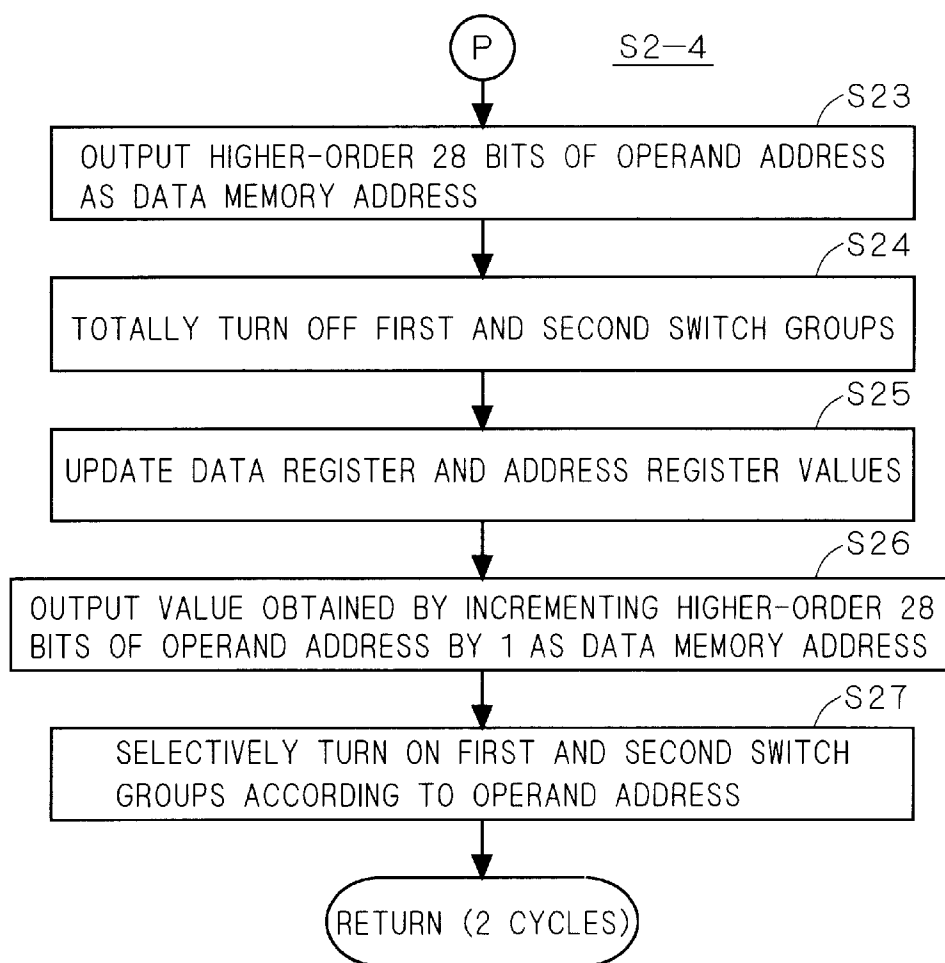 P
S2-4
S23
OUTPUT HIGHER-ORDER 28 BITS OF OPERAND ADDRESS
AS DATA MEMORY ADDRESS
S24
TOTALLY TURN OFF FIRST AND SECOND SWITCH GROUPS
S25
UPDATE DATA REGISTER AND ADDRESS REGISTER VALUES
S26
OUTPUT VALUE OBTAINED BY INCREMENTING HIGHER-ORDER 28
BITS OF OPERAND ADDRESS BY 1 AS DATA MEMORY ADDRESS
S27
SELECTIVELY TURN ON FIRST AND SECOND SWITCH
GROUPS ACCORDING TO OPERAND ADDRESS
RETURN (2 CYCLES)